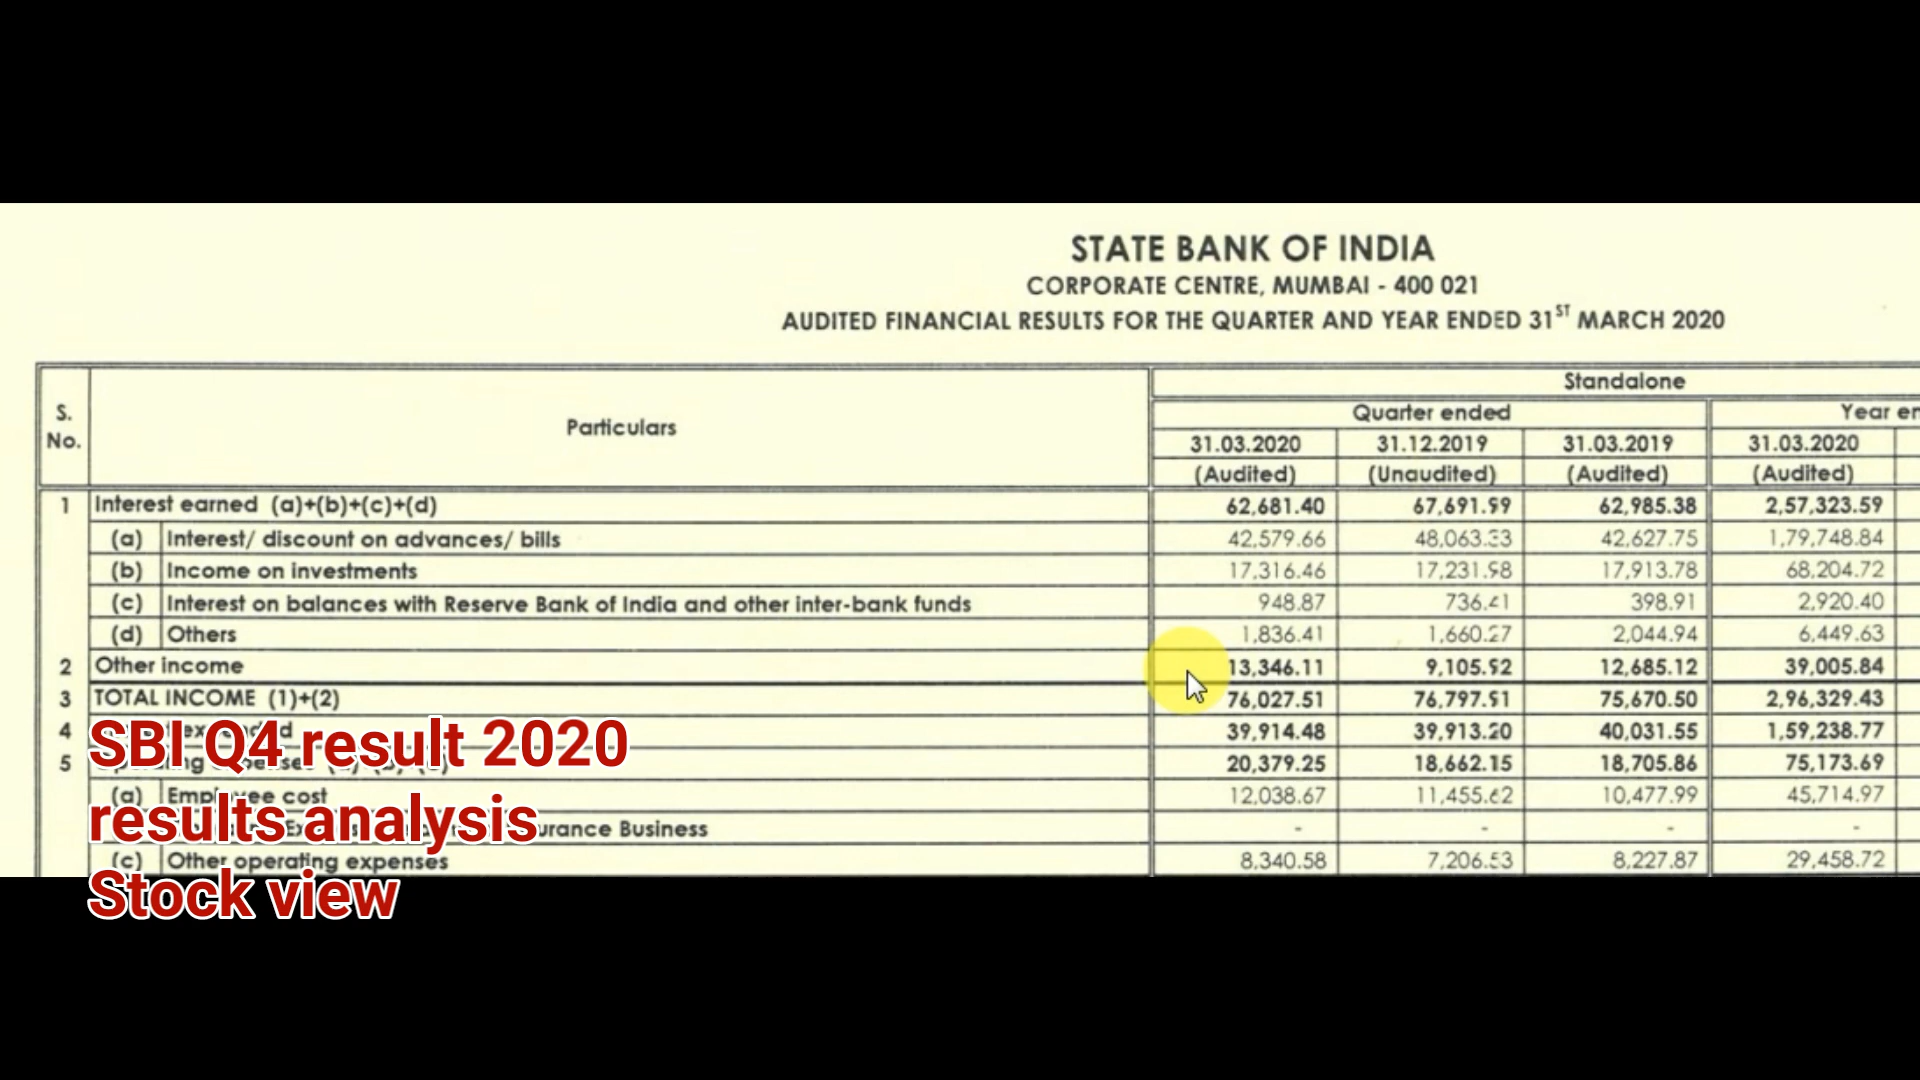 STATE BANK OF INDIA
CORPORATE CENTRE, MUMBAI - 400 021
AUDITED FINANCIAL RESULTS FOR THE QUARTER AND YEAR ENDED 31ST MARCH 2020
S. No. Particulars Standalone
Quarter ended Year
31.03.2020 31.12.2019 31.03.2019 31.03.2020
(Audited) (Unaudited) (Audited) (Audited)
1 Interest earned (a)+(b)+(c)+(d) 62,681.40 67,691.99 62,985.38 2,57,323.59
(a) Interest/ discount on advances/ bills 42,579.66 48,063.33 42,627.75 1,79,748.84
(b) Income on investments 17,316.46 17,231.98 17,913.78 68,204.72
(c) Interest on balances with Reserve Bank of India and other inter-bank funds 948.87 736.41 398.91 2,920.40
(d) Others 1,836.41 1,660.27 2,044.94 6,449.63
2 Other income 13,346.11 9,105.92 12,685.12 39,005.84
3 TOTAL INCOME (1)+(2) 76,027.51 76,797.91 75,670.50 2,96,329.43
4 39,914.48 39,913.20 40,031.55 1,59,238.77
5 20,379.25 18,662.15 18,705.86 75,173.69
(a) Employee cost 12,038.67 11,455.62 10,477.99 45,714.97
Business - - - -
(c) Other operating expenses 8,340.58 7,206.53 8,227.87 29,458.72
SBI Q4 result 2020
results analysis
Stock view